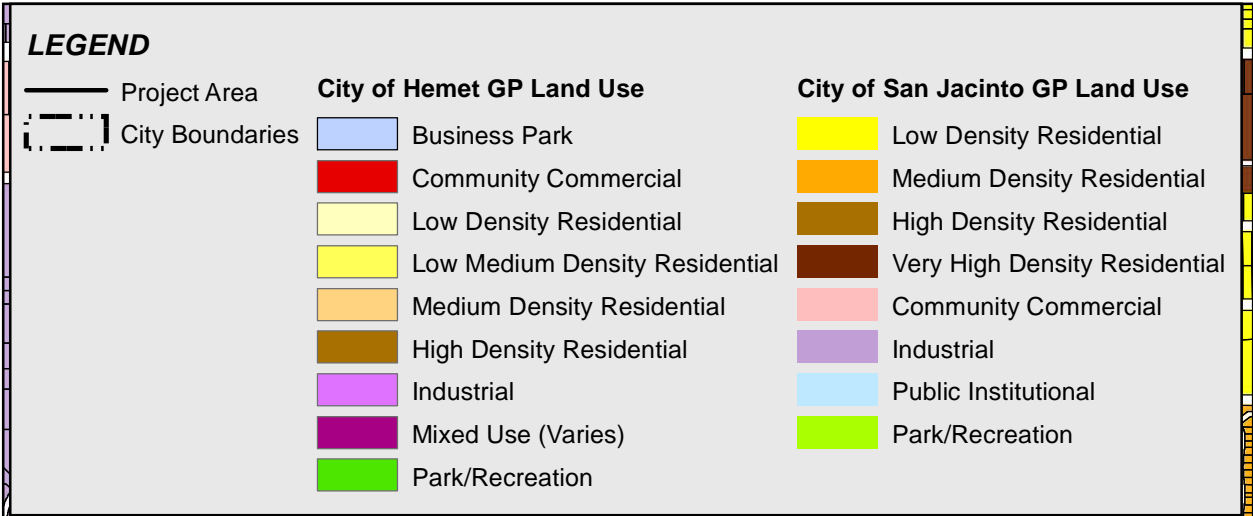 LEGEND
Project Area
City Boundaries
City of Hemet GP Land Use
Business Park
Community Commercial
Low Density Residential
Low Medium Density Residential
Medium Density Residential
High Density Residential
Industrial
Mixed Use (Varies)
Park/Recreation
City of San Jacinto GP Land Use
Low Density Residential
Medium Density Residential
High Density Residential
Very High Density Residential
Community Commercial
Industrial
Public Institutional
Park/Recreation